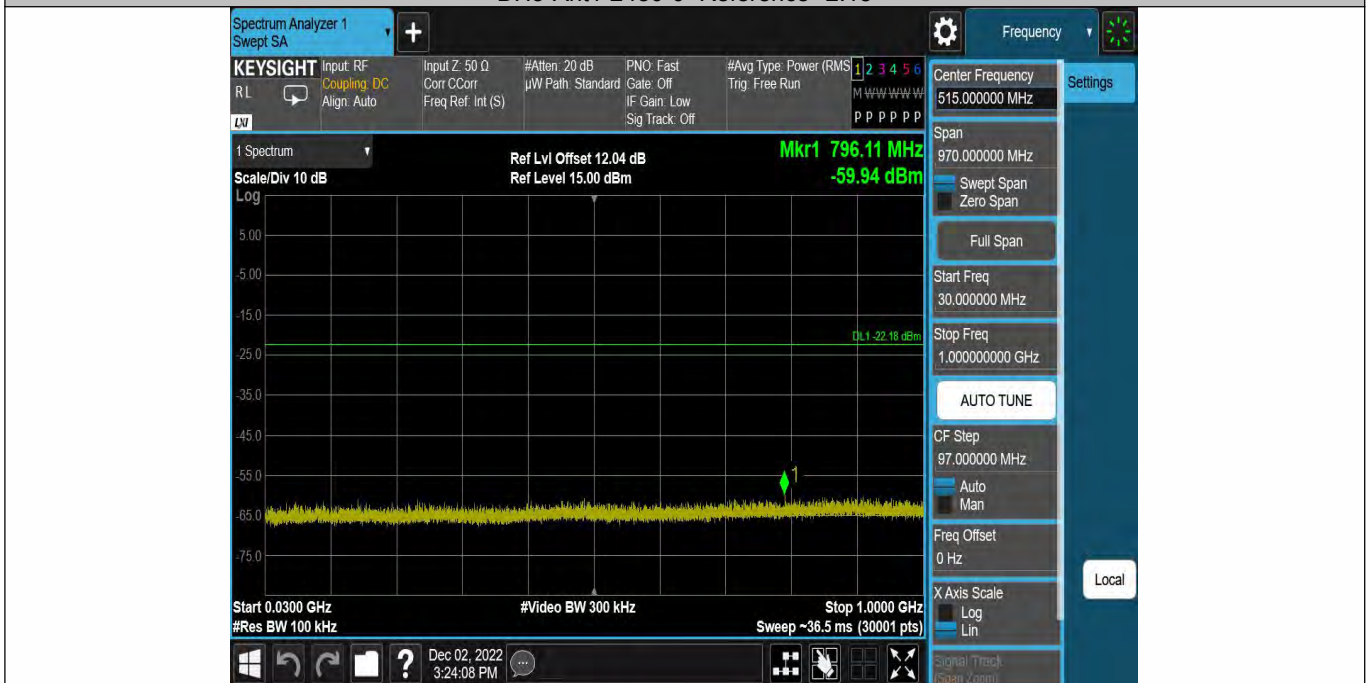 Spectrum Analyzer 1
Swept SA
+
Frequency
KEYSIGHT
RL
LXI
Input: RF
Coupling: DC
Align: Auto
Input Z: 50 Ω
Corr CCorr
Freq Ref: Int (S)
#Atten: 20 dB
µW Path: Standard
PNO: Fast
Gate: Off
IF Gain: Low
Sig Track: Off
#Avg Type: Power (RMS
Trig: Free Run
1 2 3 4 5 6
M W W W W W
P P P P P P
Center Frequency
515.000000 MHz
Settings
Span
970.000000 MHz
Swept Span
Zero Span
Full Span
Start Freq
30.000000 MHz
Stop Freq
1.000000000 GHz
AUTO TUNE
CF Step
97.000000 MHz
Auto
Man
Freq Offset
0 Hz
X Axis Scale
Log
Lin
Signal Track
(Span Zoom)
Local
1 Spectrum
Scale/Div 10 dB
Ref Lvl Offset 12.04 dB
Ref Level 15.00 dBm
Mkr1 796.11 MHz
-59.94 dBm
Log
5.00
-5.00
-15.0
DL1 -22.18 dBm
-25.0
-35.0
-45.0
-55.0
1
-65.0
-75.0
Start 0.0300 GHz
#Res BW 100 kHz
#Video BW 300 kHz
Stop 1.0000 GHz
Sweep ~36.5 ms (30001 pts)
?
Dec 02, 2022
3:24:08 PM